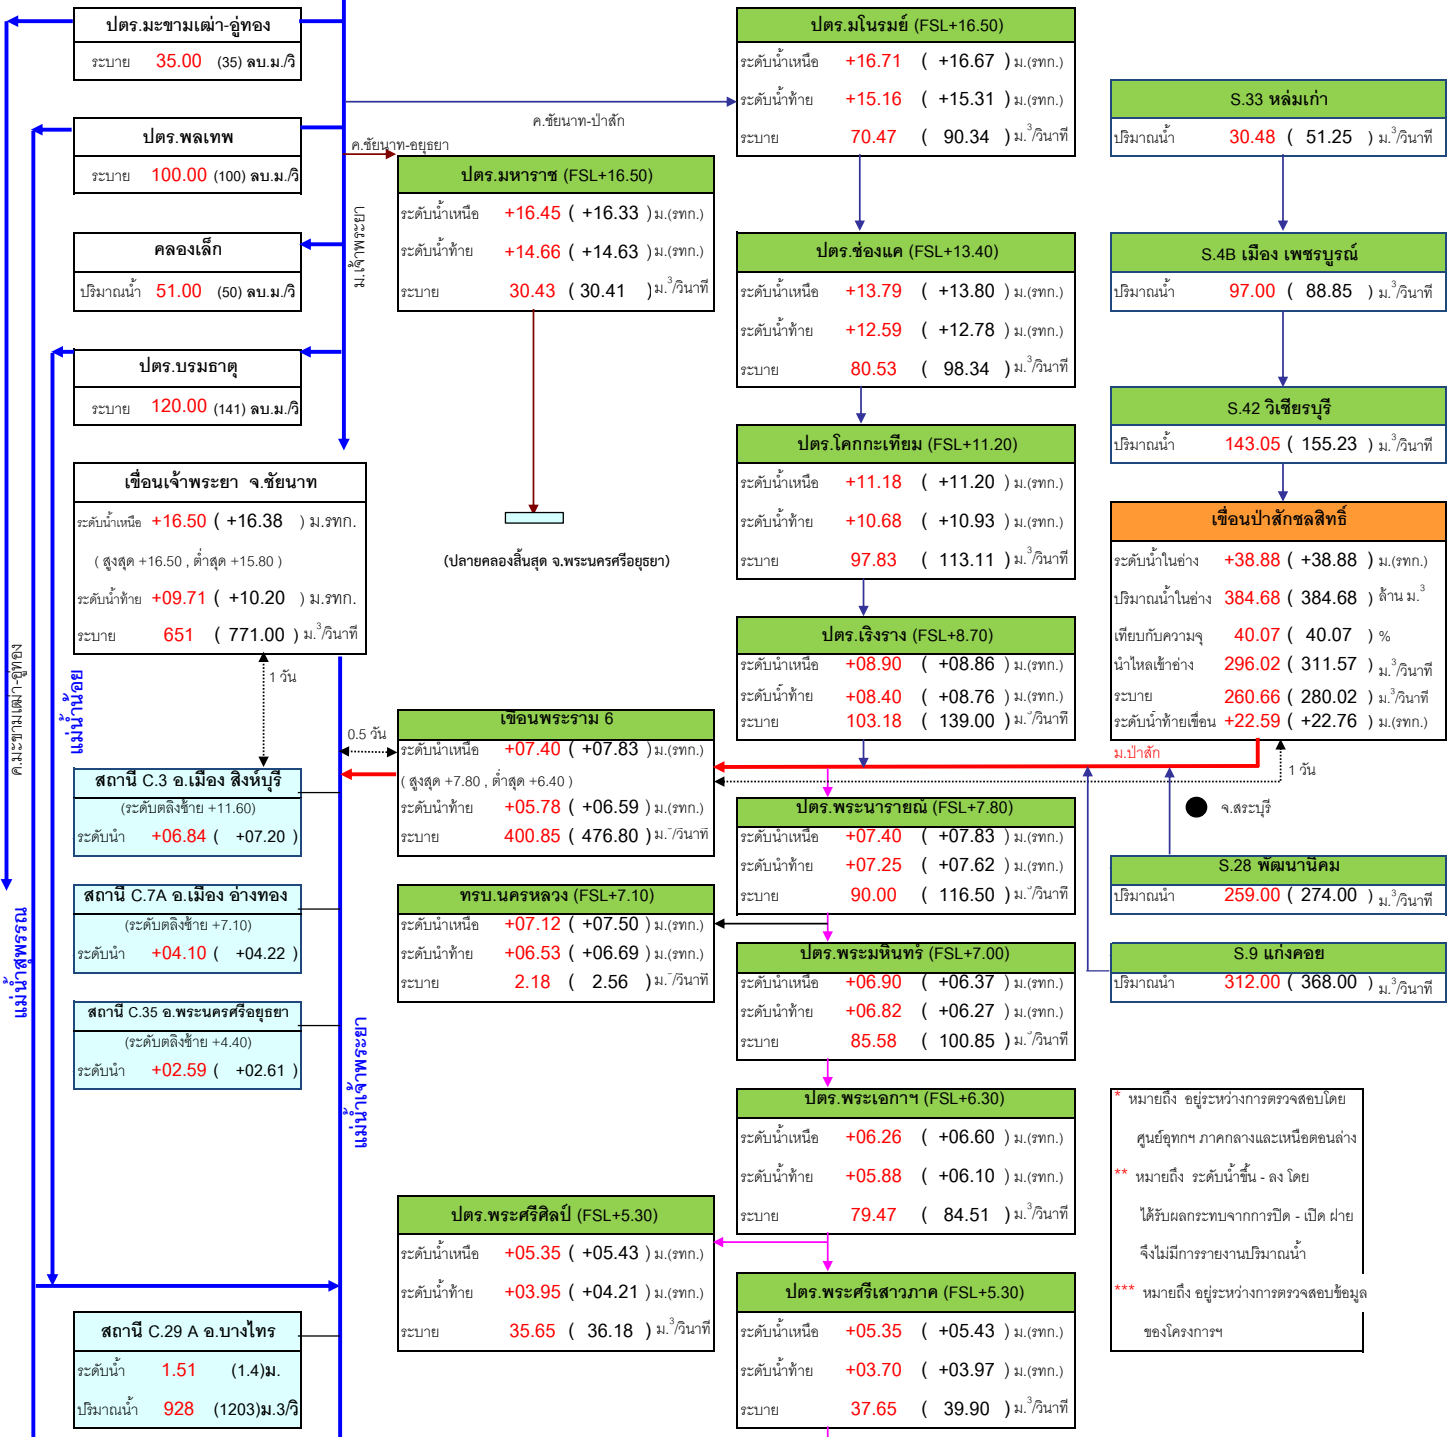 ปตร.มะขามเฒ่า-อู่ทอง
ระบาย 35.00 (35) ลบ.ม./วิ
ปตร.พลเทพ
ระบาย 100.00 (100) ลบ.ม./วิ
คลองเล็ก
ปริมาณน้ำ 51.00 (50) ลบ.ม./วิ
ปตร.บรมธาตุ
ระบาย 120.00 (141) ลบ.ม./วิ
เขื่อนเจ้าพระยา จ.ชัยนาท
ระดับน้ำเหนือ +16.50 ( +16.38 ) ม.รทก.
( สูงสุด +16.50 , ต่ำสุด +15.80 )
ระดับน้ำท้าย +09.71 ( +10.20 ) ม.รทก.
ระบาย 651 ( 771.00 ) ม.³/วินาที
1 วัน
สถานี C.3 อ.เมือง สิงห์บุรี
(ระดับตลิ่งซ้าย +11.60)
ระดับน้ำ +06.84 ( +07.20 )
สถานี C.7A อ.เมือง อ่างทอง
(ระดับตลิ่งซ้าย +7.10)
ระดับน้ำ +04.10 ( +04.22 )
สถานี C.35 อ.พระนครศรีอยุธยา
(ระดับตลิ่งซ้าย +4.40)
ระดับน้ำ +02.59 ( +02.61 )
สถานี C.29 A อ.บางไทร
ระดับน้ำ 1.51 (1.4)ม.
ปริมาณน้ำ 928 (1203)ม.3/วิ
ค.มะขามเฒ่า-อู่ทอง
แม่น้ำสุพรรณ
แม่น้ำน้อย
ม.เจ้าพระยา
แม่น้ำเจ้าพระยา
ค.ชัยนาท-ป่าสัก
ค.ชัยนาท-อยุธยา
ปตร.มหาราช (FSL+16.50)
ระดับน้ำเหนือ +16.45 ( +16.33 ) ม.(รทก.)
ระดับน้ำท้าย +14.66 ( +14.63 ) ม.(รทก.)
ระบาย 30.43 ( 30.41 ) ม.³/วินาที
(ปลายคลองสิ้นสุด จ.พระนครศรีอยุธยา)
0.5 วัน
เขื่อนพระราม 6
ระดับน้ำเหนือ +07.40 ( +07.83 ) ม.(รทก.)
( สูงสุด +7.80 , ต่ำสุด +6.40 )
ระดับน้ำท้าย +05.78 ( +06.59 ) ม.(รทก.)
ระบาย 400.85 ( 476.80 ) ม.³/วินาที
ทรบ.นครหลวง (FSL+7.10)
ระดับน้ำเหนือ +07.12 ( +07.50 ) ม.(รทก.)
ระดับน้ำท้าย +06.53 ( +06.69 ) ม.(รทก.)
ระบาย 2.18 ( 2.56 ) ม.³/วินาที
ปตร.พระศรีศิลป์ (FSL+5.30)
ระดับน้ำเหนือ +05.35 ( +05.43 ) ม.(รทก.)
ระดับน้ำท้าย +03.95 ( +04.21 ) ม.(รทก.)
ระบาย 35.65 ( 36.18 ) ม.³/วินาที
ปตร.มโนรมย์ (FSL+16.50)
ระดับน้ำเหนือ +16.71 ( +16.67 ) ม.(รทก.)
ระดับน้ำท้าย +15.16 ( +15.31 ) ม.(รทก.)
ระบาย 70.47 ( 90.34 ) ม.³/วินาที
ปตร.ช่องแค (FSL+13.40)
ระดับน้ำเหนือ +13.79 ( +13.80 ) ม.(รทก.)
ระดับน้ำท้าย +12.59 ( +12.78 ) ม.(รทก.)
ระบาย 80.53 ( 98.34 ) ม.³/วินาที
ปตร.โคกกะเทียม (FSL+11.20)
ระดับน้ำเหนือ +11.18 ( +11.20 ) ม.(รทก.)
ระดับน้ำท้าย +10.68 ( +10.93 ) ม.(รทก.)
ระบาย 97.83 ( 113.11 ) ม.³/วินาที
ปตร.เริงราง (FSL+8.70)
ระดับน้ำเหนือ +08.90 ( +08.86 ) ม.(รทก.)
ระดับน้ำท้าย +08.40 ( +08.76 ) ม.(รทก.)
ระบาย 103.18 ( 139.00 ) ม.³/วินาที
ปตร.พระนารายณ์ (FSL+7.80)
ระดับน้ำเหนือ +07.40 ( +07.83 ) ม.(รทก.)
ระดับน้ำท้าย +07.25 ( +07.62 ) ม.(รทก.)
ระบาย 90.00 ( 116.50 ) ม.³/วินาที
ปตร.พระมหินทร์ (FSL+7.00)
ระดับน้ำเหนือ +06.90 ( +06.37 ) ม.(รทก.)
ระดับน้ำท้าย +06.82 ( +06.27 ) ม.(รทก.)
ระบาย 85.58 ( 100.85 ) ม.³/วินาที
ปตร.พระเอกาฯ (FSL+6.30)
ระดับน้ำเหนือ +06.26 ( +06.60 ) ม.(รทก.)
ระดับน้ำท้าย +05.88 ( +06.10 ) ม.(รทก.)
ระบาย 79.47 ( 84.51 ) ม.³/วินาที
ปตร.พระศรีเสาวภาค (FSL+5.30)
ระดับน้ำเหนือ +05.35 ( +05.43 ) ม.(รทก.)
ระดับน้ำท้าย +03.70 ( +03.97 ) ม.(รทก.)
ระบาย 37.65 ( 39.90 ) ม.³/วินาที
S.33 หล่มเก่า
ปริมาณน้ำ 30.48 ( 51.25 ) ม.³/วินาที
S.4B เมือง เพชรบูรณ์
ปริมาณน้ำ 97.00 ( 88.85 ) ม.³/วินาที
S.42 วิเชียรบุรี
ปริมาณน้ำ 143.05 ( 155.23 ) ม.³/วินาที
เขื่อนป่าสักชลสิทธิ์
ระดับน้ำในอ่าง +38.88 ( +38.88 ) ม.(รทก.)
ปริมาณน้ำในอ่าง 384.68 ( 384.68 ) ล้าน ม.³
เทียบกับความจุ 40.07 ( 40.07 ) %
น้ำไหลเข้าอ่าง 296.02 ( 311.57 ) ม.³/วินาที
ระบาย 260.66 ( 280.02 ) ม.³/วินาที
ระดับน้ำท้ายเขื่อน +22.59 ( +22.76 ) ม.(รทก.)
ม.ป่าสัก
1 วัน
จ.สระบุรี
S.28 พัฒนานิคม
ปริมาณน้ำ 259.00 ( 274.00 ) ม.³/วินาที
S.9 แก่งคอย
ปริมาณน้ำ 312.00 ( 368.00 ) ม.³/วินาที
* หมายถึง อยู่ระหว่างการตรวจสอบโดย
ศูนย์อุทกฯ ภาคกลางและเหนือตอนล่าง
** หมายถึง ระดับน้ำขึ้น - ลง โดย
ได้รับผลกระทบจากการปิด - เปิด ฝาย
จึงไม่มีการรายงานปริมาณน้ำ
*** หมายถึง อยู่ระหว่างการตรวจสอบข้อมูล
ของโครงการฯ